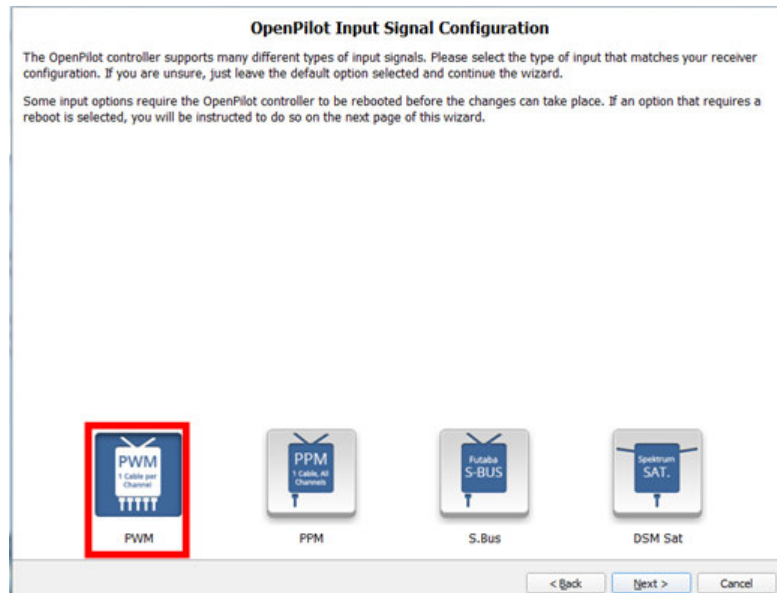 OpenPilot Input Signal Configuration
The OpenPilot controller supports many different types of input signals. Please select the type of input that matches your receiver
configuration. If you are unsure, just leave the default option selected and continue the wizard.
Some input options require the OpenPilot controller to be rebooted before the changes can take place. If an option that requires a
reboot is selected, you will be instructed to do so on the next page of this wizard.
PWM
1 Cable per
Channel
PPM
1 Cable, All
Channels
Futaba
S-BUS
Spektrum
SAT.
PWM
PPM
S.Bus
DSM Sat
< Back
Next >
Cancel